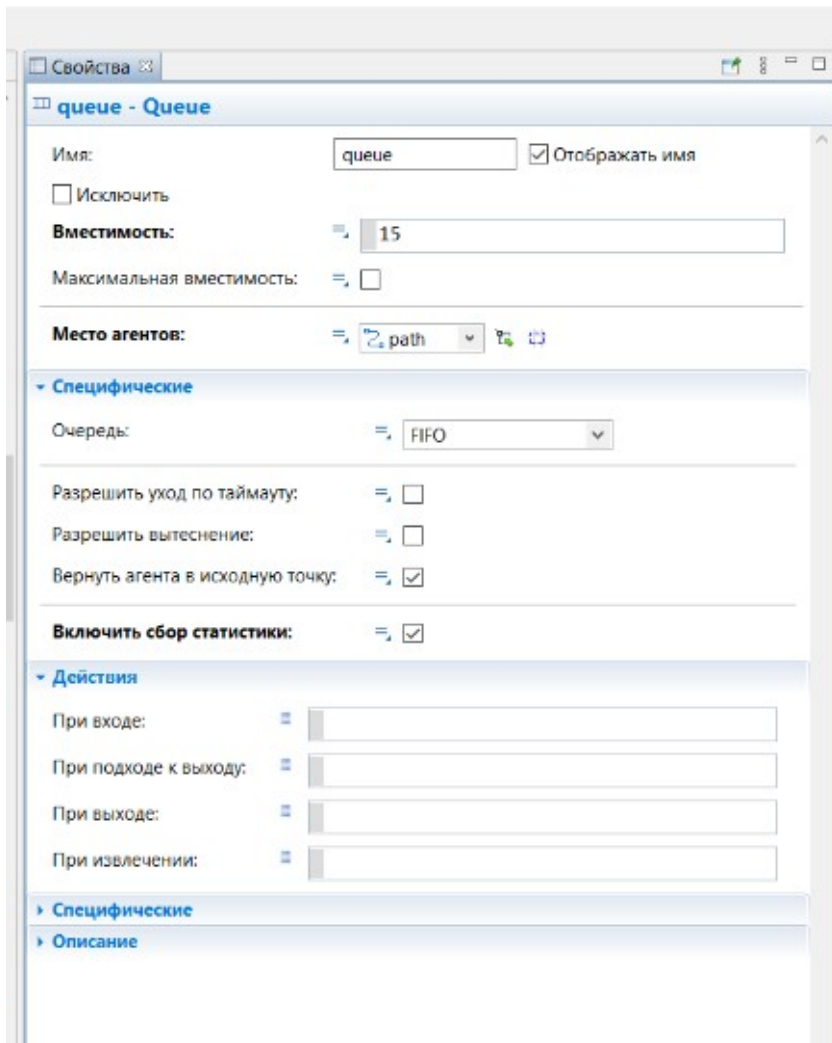 Свойства
queue - Queue
Имя: queue Отображать имя
Исключить
Вместимость: 15
Максимальная вместимость:
Место агентов: path
Специфические
Очередь: FIFO
Разрешить уход по таймауту:
Разрешить вытеснение:
Вернуть агента в исходную точку:
Включить сбор статистики:
Действия
При входе:
При подходе к выходу:
При выходе:
При извлечении:
Специфические
Описание